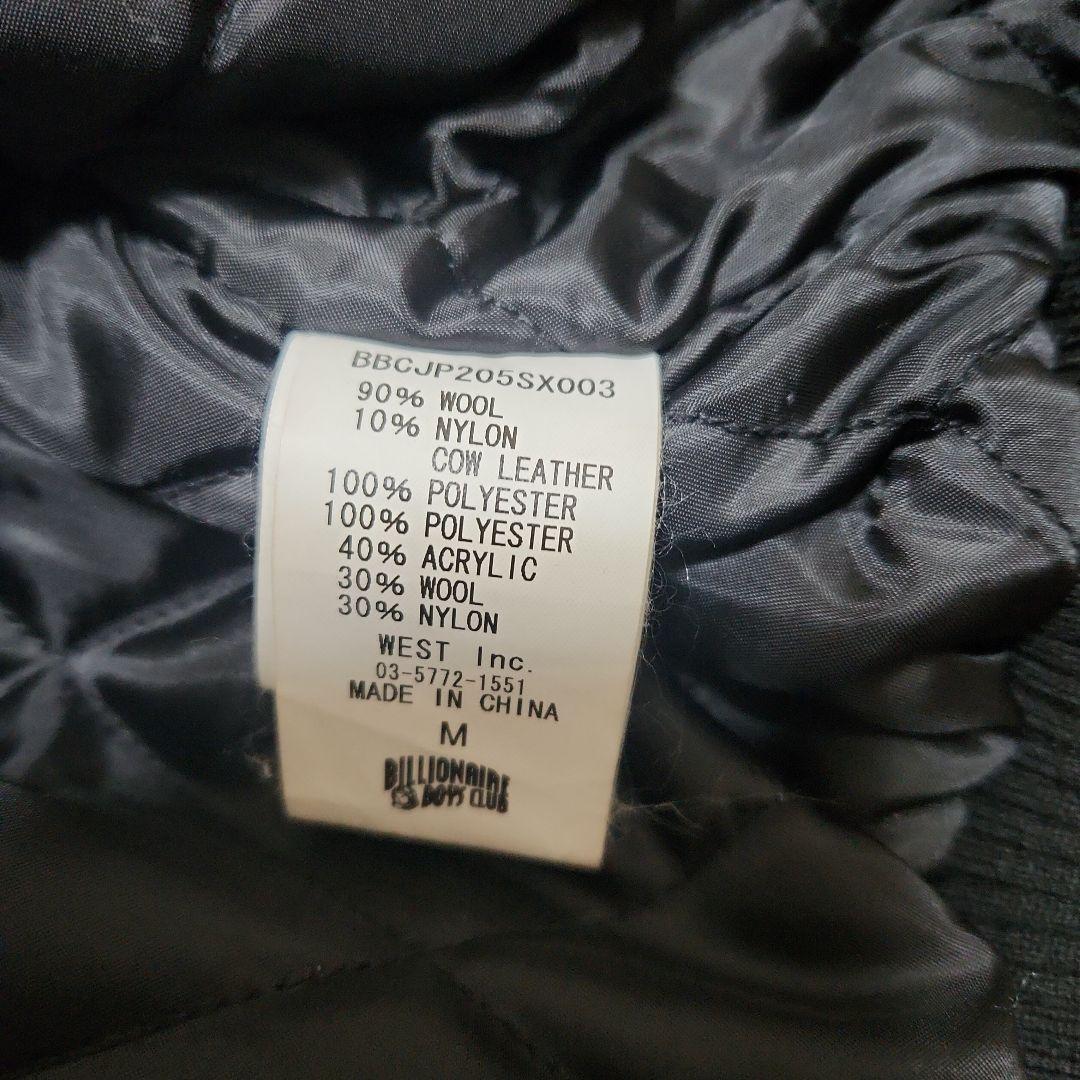 BBCJP205SX003
90% WOOL
10% NYLON
COW LEATHER
100% POLYESTER
100% POLYESTER
40% ACRYLIC
30% WOOL
30% NYLON
WEST Inc.
03-5772-1551
MADE IN CHINA
M
BILLIONAIRE
BOYS CLUB